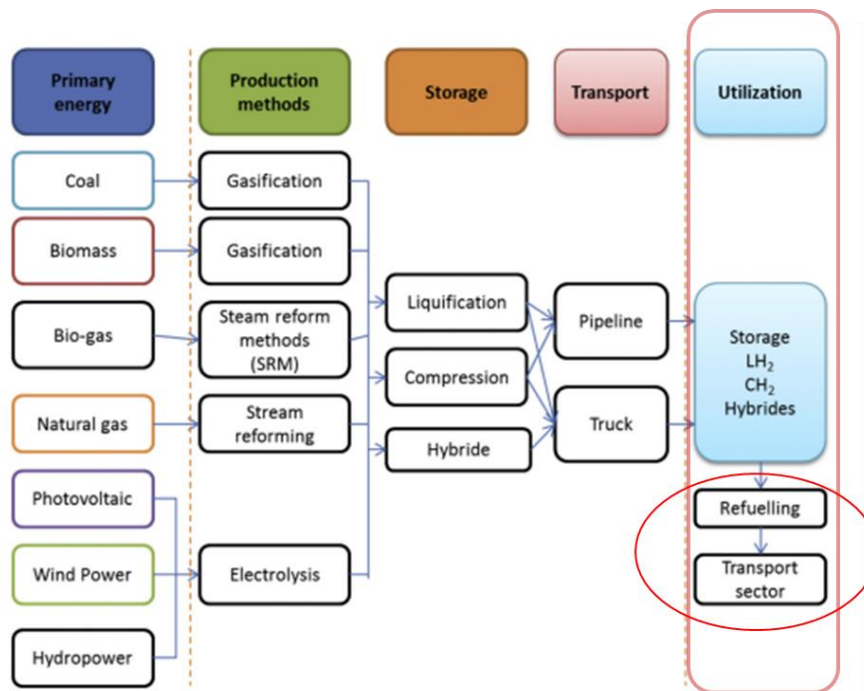 Primary
energy
Production
methods
Storage
Transport
Utilization
Coal
Gasification
Biomass
Gasification
Bio-gas
Steam reform
methods
(SRM)
Natural gas
Stream
reforming
Photovoltaic
Wind Power
Electrolysis
Hydropower
Liquification
Compression
Hybride
Pipeline
Truck
Storage
LH₂
CH₂
Hybrides
Refuelling
Transport
sector